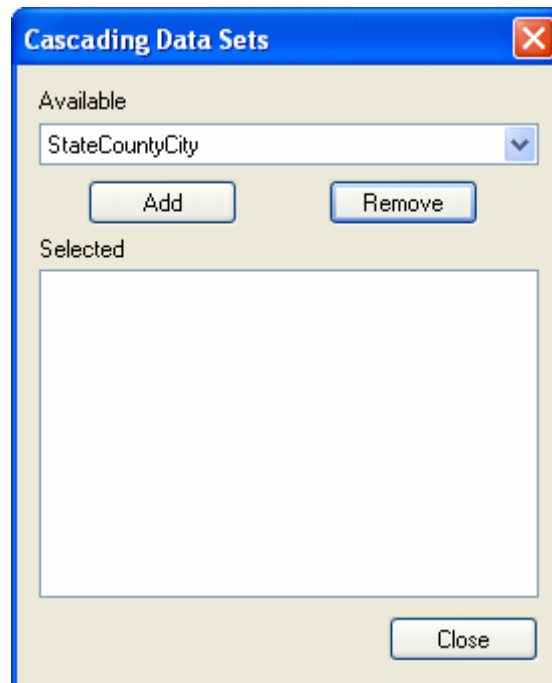 Cascading Data Sets
Available
StateCountyCity
Add Remove
Selected
Close